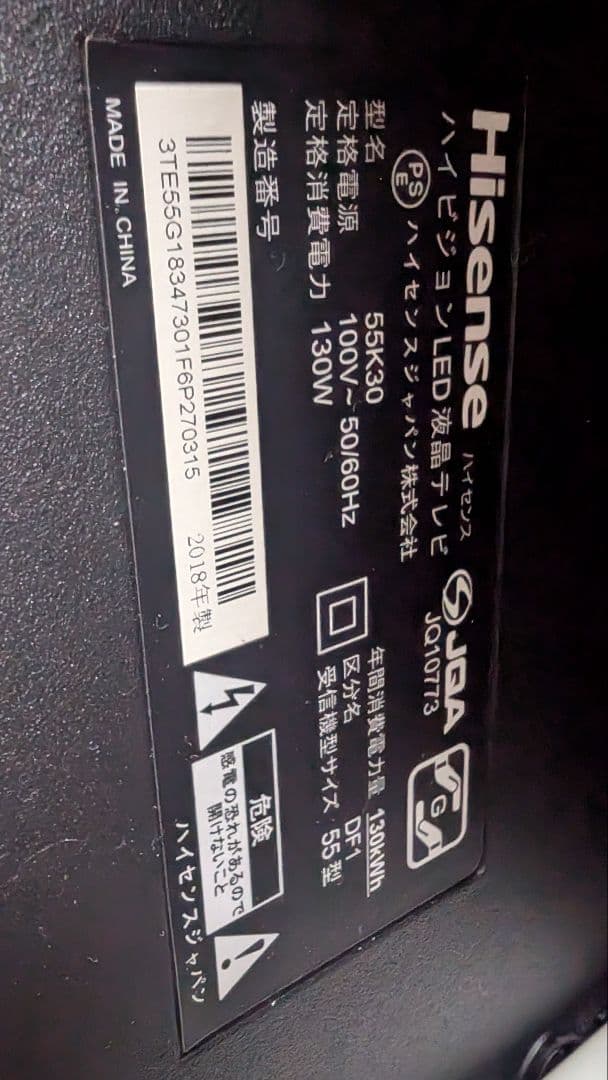 Hisense ハイセンス
JQA
JQ10773
G
ハイビジョンLED液晶テレビ
PS
E
ハイセンスジャパン株式会社
型名 55K30
定格電源 100V~ 50/60Hz
定格消費電力 130W
年間消費電力量 130kWh
区分名 DF1
受信機型サイズ 55型
製造番号
3TE55G18347301F6P270315 2018年製
危険
感電の恐れがあるので
開けないこと
MADE IN CHINA
ハイセンスジャパン